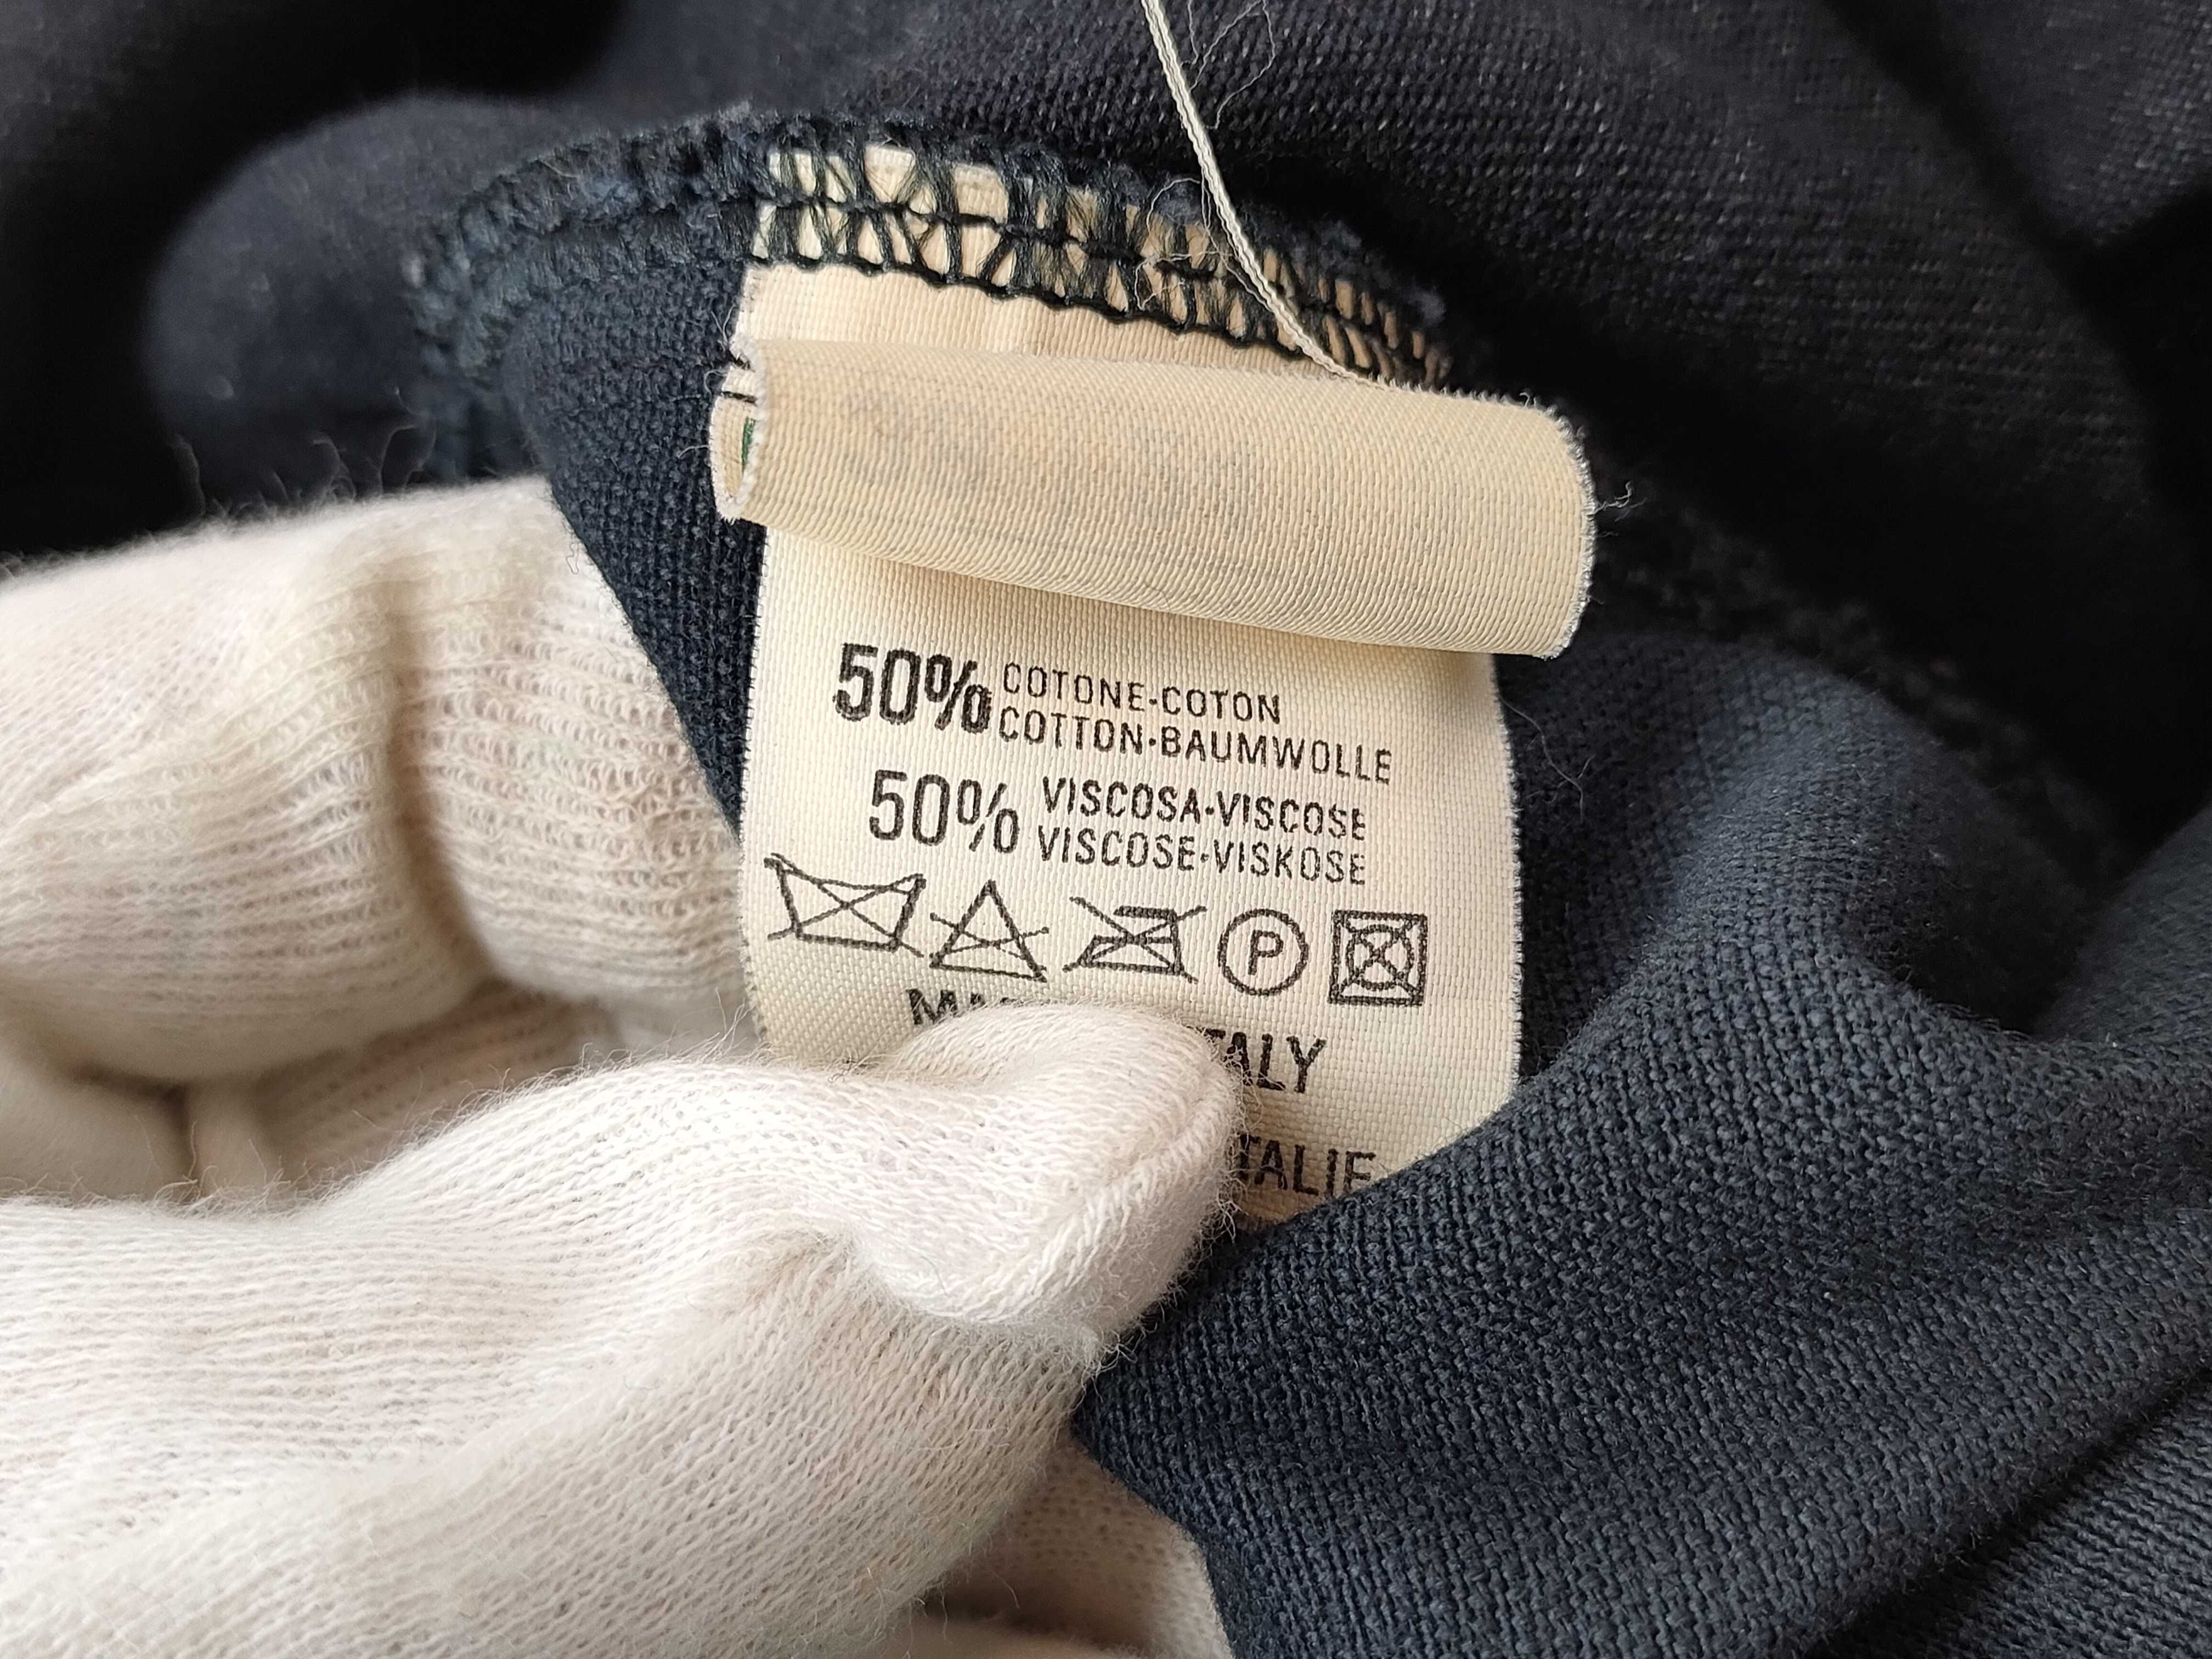 50% COTONE-COTON
COTTON-BAUMWOLLE
50% VISCOSA-VISCOSE
VISCOSE-VISKOSE
P